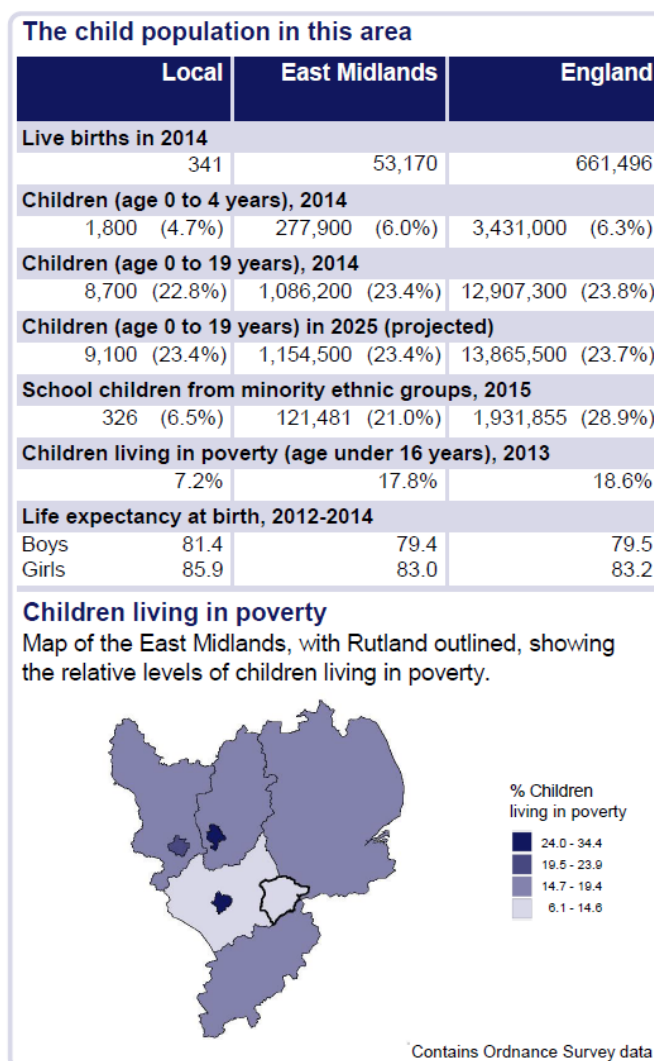 The child population in this area
Local East Midlands England
Live births in 2014
341 53,170 661,496
Children (age 0 to 4 years), 2014
1,800 (4.7%) 277,900 (6.0%) 3,431,000 (6.3%)
Children (age 0 to 19 years), 2014
8,700 (22.8%) 1,086,200 (23.4%) 12,907,300 (23.8%)
Children (age 0 to 19 years) in 2025 (projected)
9,100 (23.4%) 1,154,500 (23.4%) 13,865,500 (23.7%)
School children from minority ethnic groups, 2015
326 (6.5%) 121,481 (21.0%) 1,931,855 (28.9%)
Children living in poverty (age under 16 years), 2013
7.2% 17.8% 18.6%
Life expectancy at birth, 2012-2014
Boys 81.4 79.4 79.5
Girls 85.9 83.0 83.2
Children living in poverty
Map of the East Midlands, with Rutland outlined, showing
the relative levels of children living in poverty.
% Children
living in poverty
24.0 - 34.4
19.5 - 23.9
14.7 - 19.4
6.1 - 14.6
Contains Ordnance Survey data